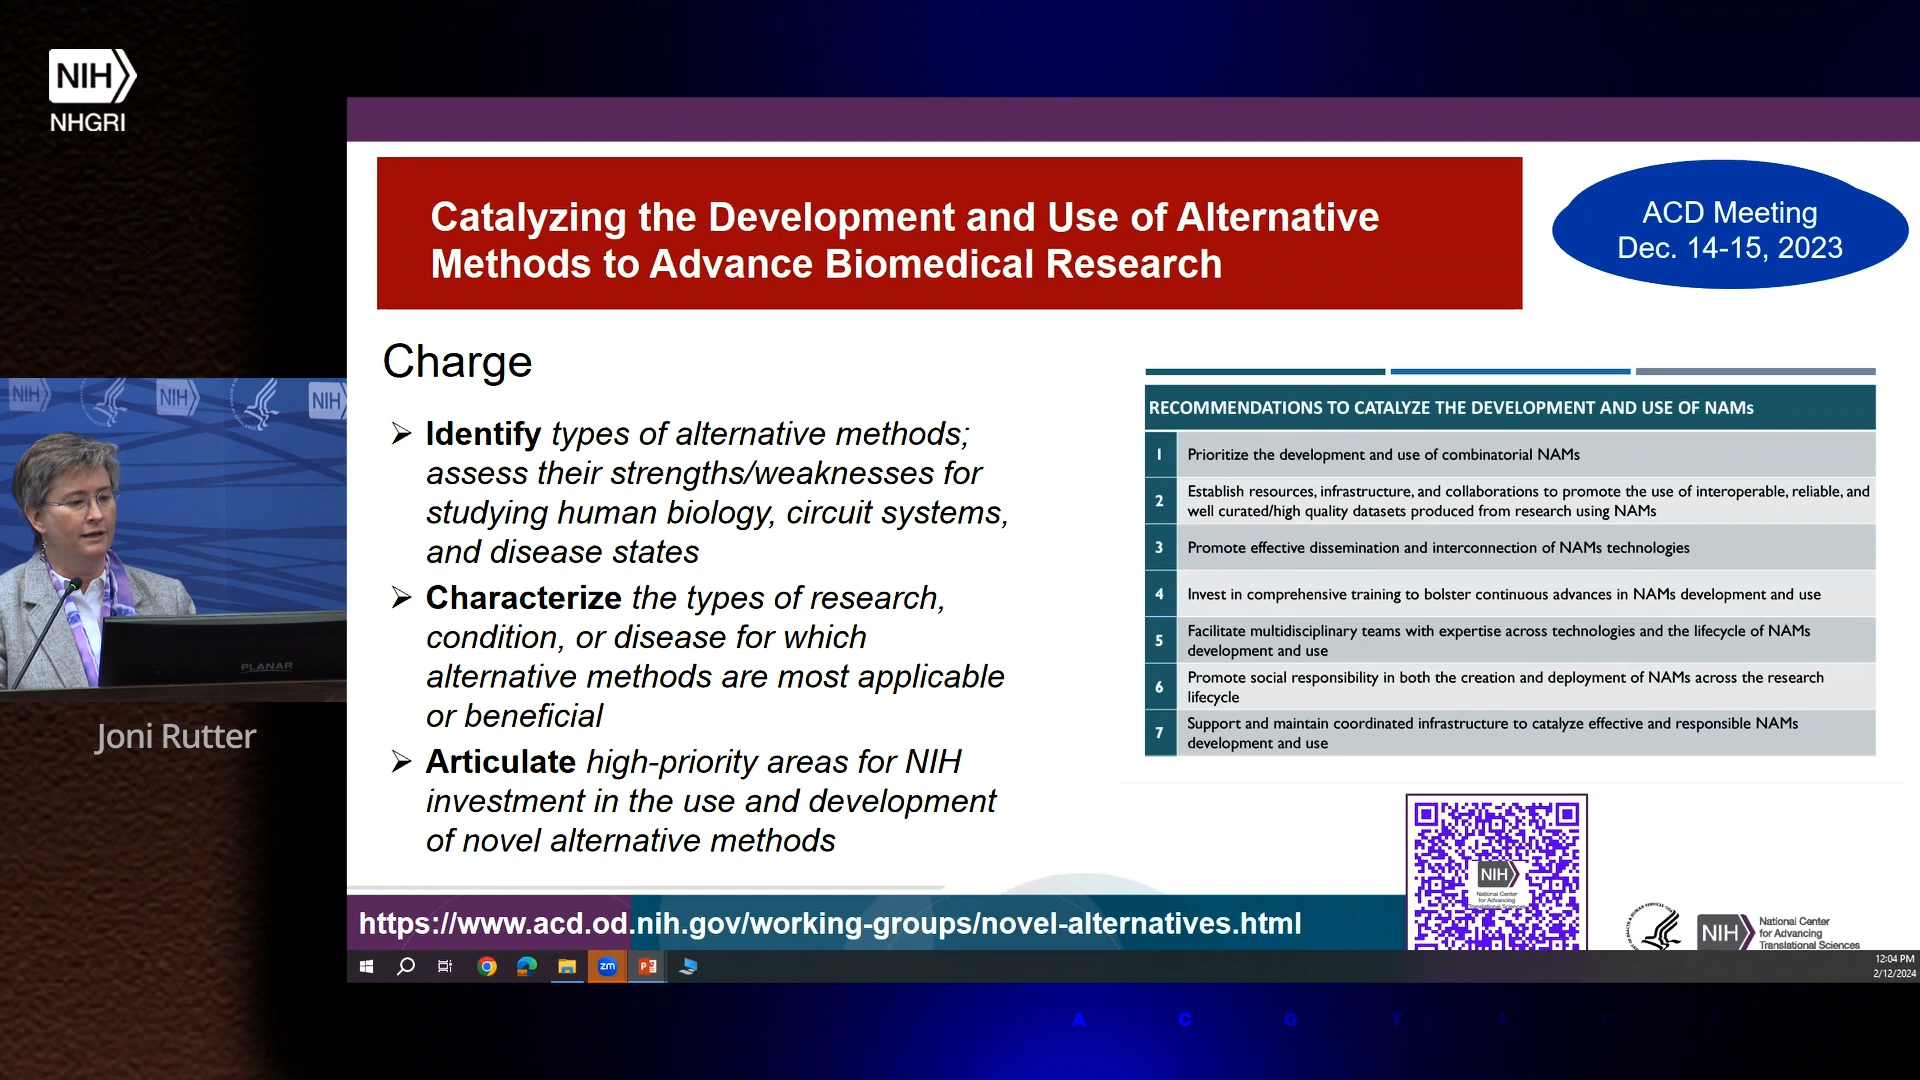 NIH
NHGRI
Catalyzing the Development and Use of Alternative
Methods to Advance Biomedical Research
ACD Meeting
Dec. 14-15, 2023
Charge
Identify types of alternative methods;
assess their strengths/weaknesses for
studying human biology, circuit systems,
and disease states
Characterize the types of research,
condition, or disease for which
alternative methods are most applicable
or beneficial
Articulate high-priority areas for NIH
investment in the use and development
of novel alternative methods
RECOMMENDATIONS TO CATALYZE THE DEVELOPMENT AND USE OF NAMs
1 Prioritize the development and use of combinatorial NAMs
2 Establish resources, infrastructure, and collaborations to promote the use of interoperable, reliable, and
well curated/high quality datasets produced from research using NAMs
3 Promote effective dissemination and interconnection of NAMs technologies
4 Invest in comprehensive training to bolster continuous advances in NAMs development and use
5 Facilitate multidisciplinary teams with expertise across technologies and the lifecycle of NAMs
development and use
6 Promote social responsibility in both the creation and deployment of NAMs across the research
lifecycle
7 Support and maintain coordinated infrastructure to catalyze effective and responsible NAMs
development and use
NIH
National Center
for Advancing
Translational Sciences
https://www.acd.od.nih.gov/working-groups/novel-alternatives.html
NIH
National Center
for Advancing
Translational Sciences
zm
12:04 PM
2/12/2024
NIH
NIH
NIH
PLANAR
Joni Rutter
A C G T A